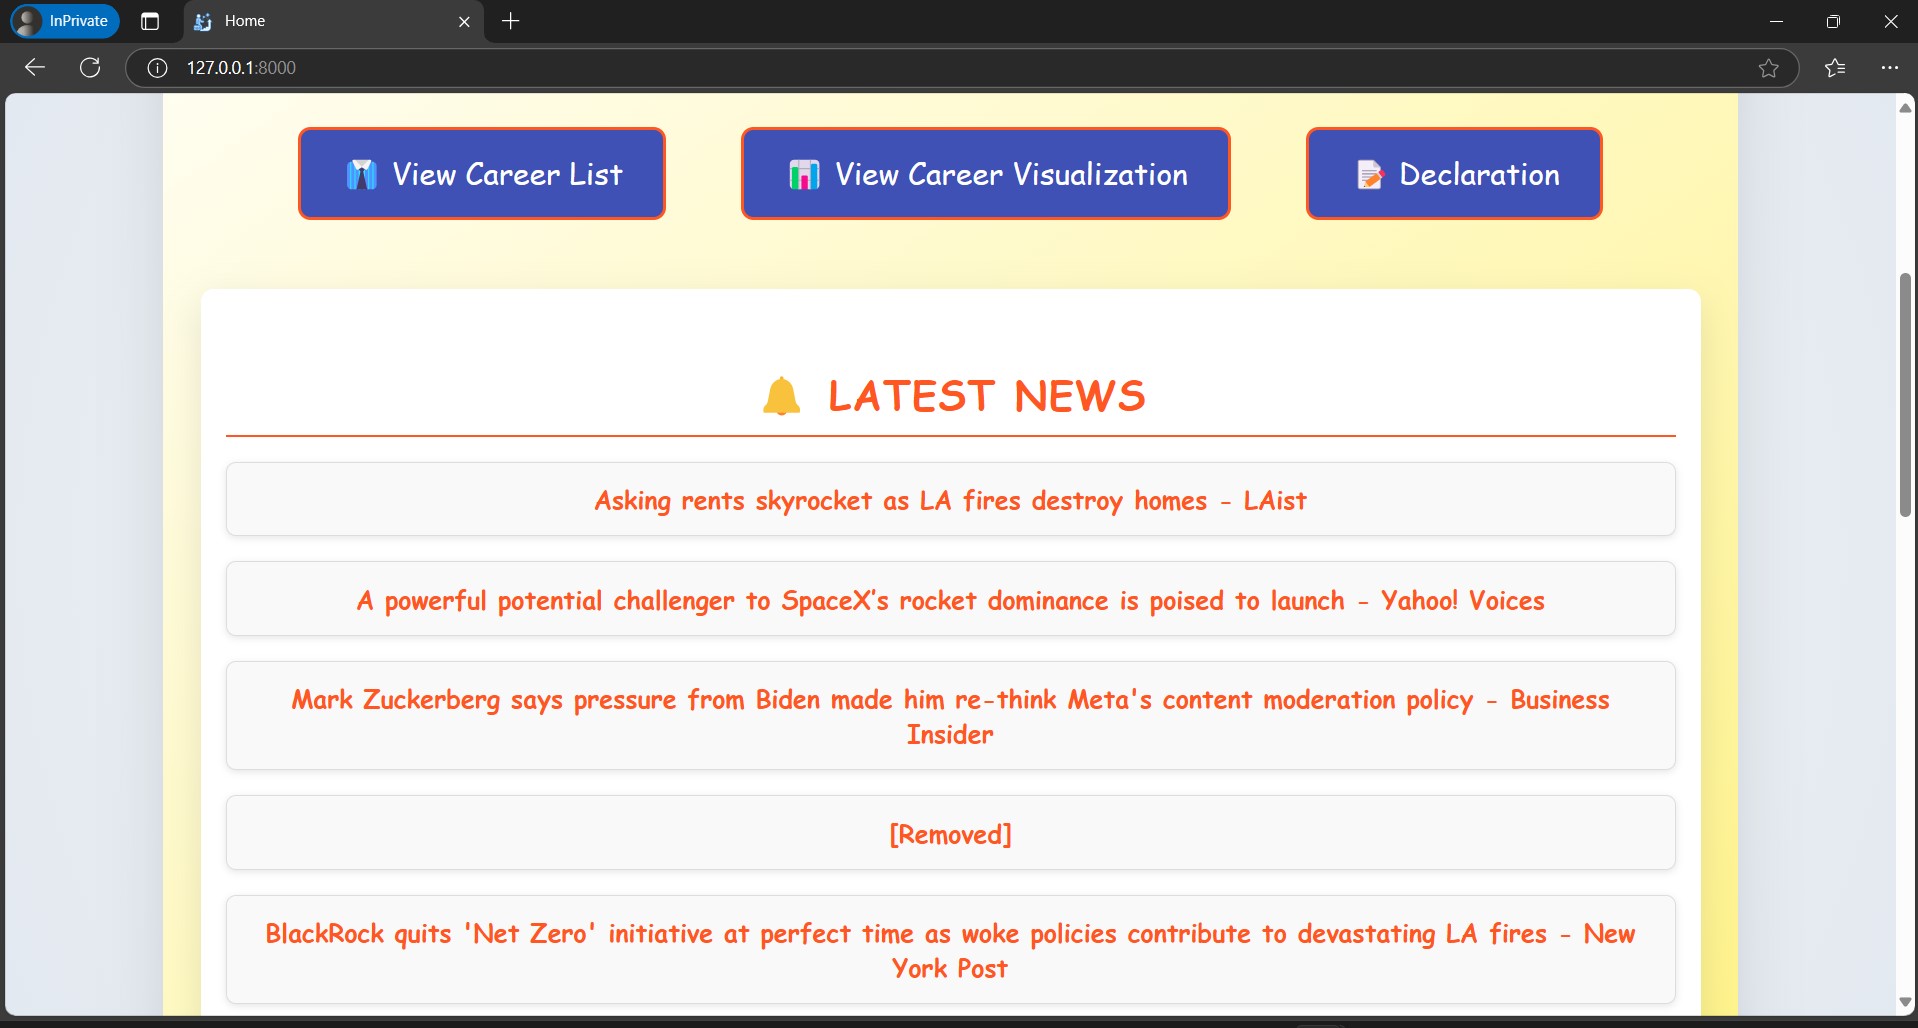 InPrivate
Home
127.0.0.1:8000
View Career List
View Career Visualization
Declaration
LATEST NEWS
Asking rents skyrocket as LA fires destroy homes - LAist
A powerful potential challenger to SpaceX’s rocket dominance is poised to launch - Yahoo! Voices
Mark Zuckerberg says pressure from Biden made him re-think Meta's content moderation policy - Business
Insider
[Removed]
BlackRock quits 'Net Zero' initiative at perfect time as woke policies contribute to devastating LA fires - New
York Post